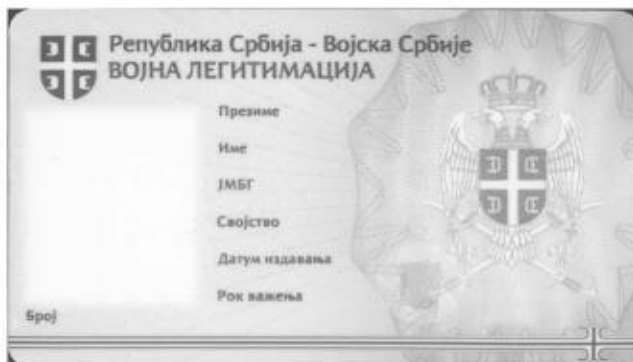 Република Србија - Војска Србије
ВОЈНА ЛЕГИТИМАЦИЈА
Презиме
Име
ЈМБГ
Својство
Датум издавања
Рок важења
Број